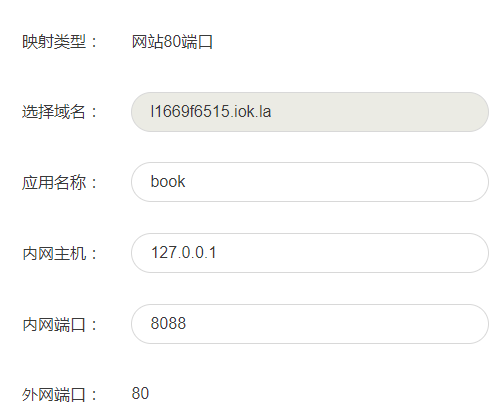 映射类型： 网站80端口
选择域名： l1669f6515.iok.la
应用名称： book
内网主机： 127.0.0.1
内网端口： 8088
外网端口： 80